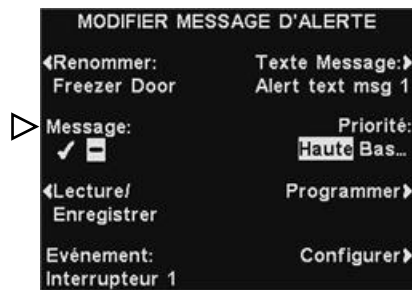 MODIFIER MESSAGE D'ALERTE
Renommer:
Freezer Door
Texte Message:
Alert text msg 1
Message:
Priorité:
Haute Bas...
Lecture/
Enregistrer
Programmer
Evénement:
Interrupteur 1
Configurer